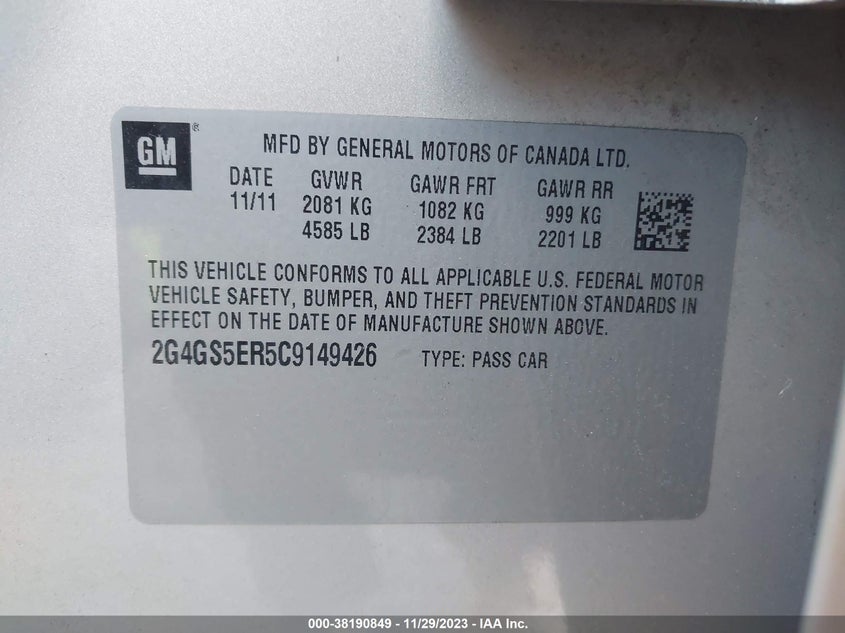 GM ®
MFD BY GENERAL MOTORS OF CANADA LTD.
DATE GVWR GAWR FRT GAWR RR
11/11 2081 KG 1082 KG 999 KG
4585 LB 2384 LB 2201 LB
THIS VEHICLE CONFORMS TO ALL APPLICABLE U.S. FEDERAL MOTOR
VEHICLE SAFETY, BUMPER, AND THEFT PREVENTION STANDARDS IN
EFFECT ON THE DATE OF MANUFACTURE SHOWN ABOVE.
2G4GS5ER5C9149426 TYPE: PASS CAR
000-38190849 - 11/29/2023 - IAA Inc.